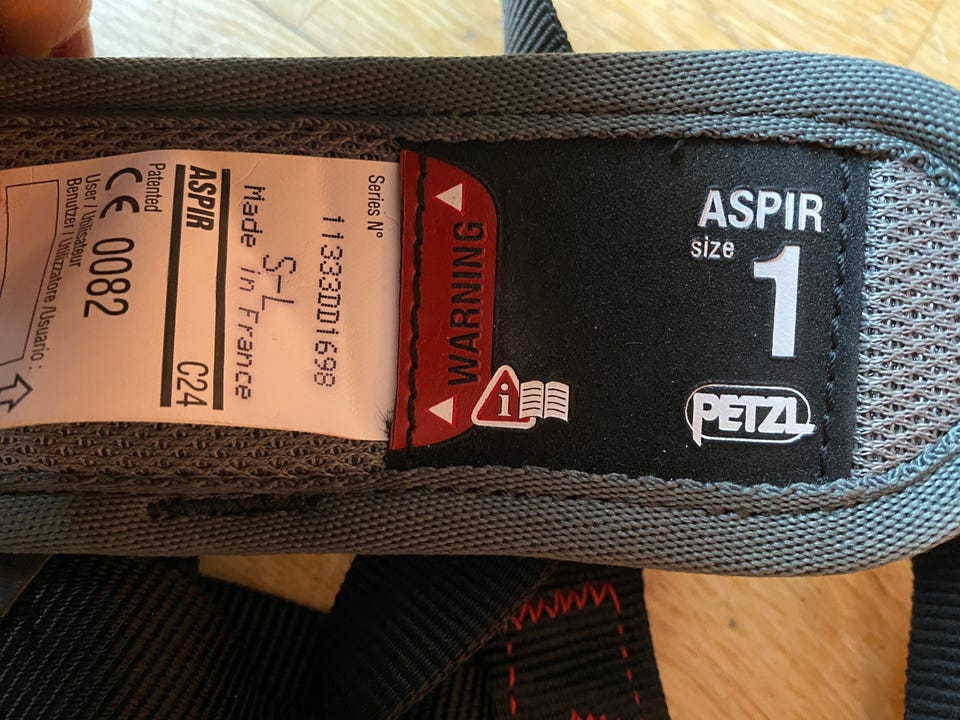 ASPIR
size 1
PETZL
WARNING
i
Series N°
11333DD1698
S-L
Made in France
ASPIR C24
Patented
CE 0082
User / Utilisateur
Benutzer / Utilizzatore / Usuario :